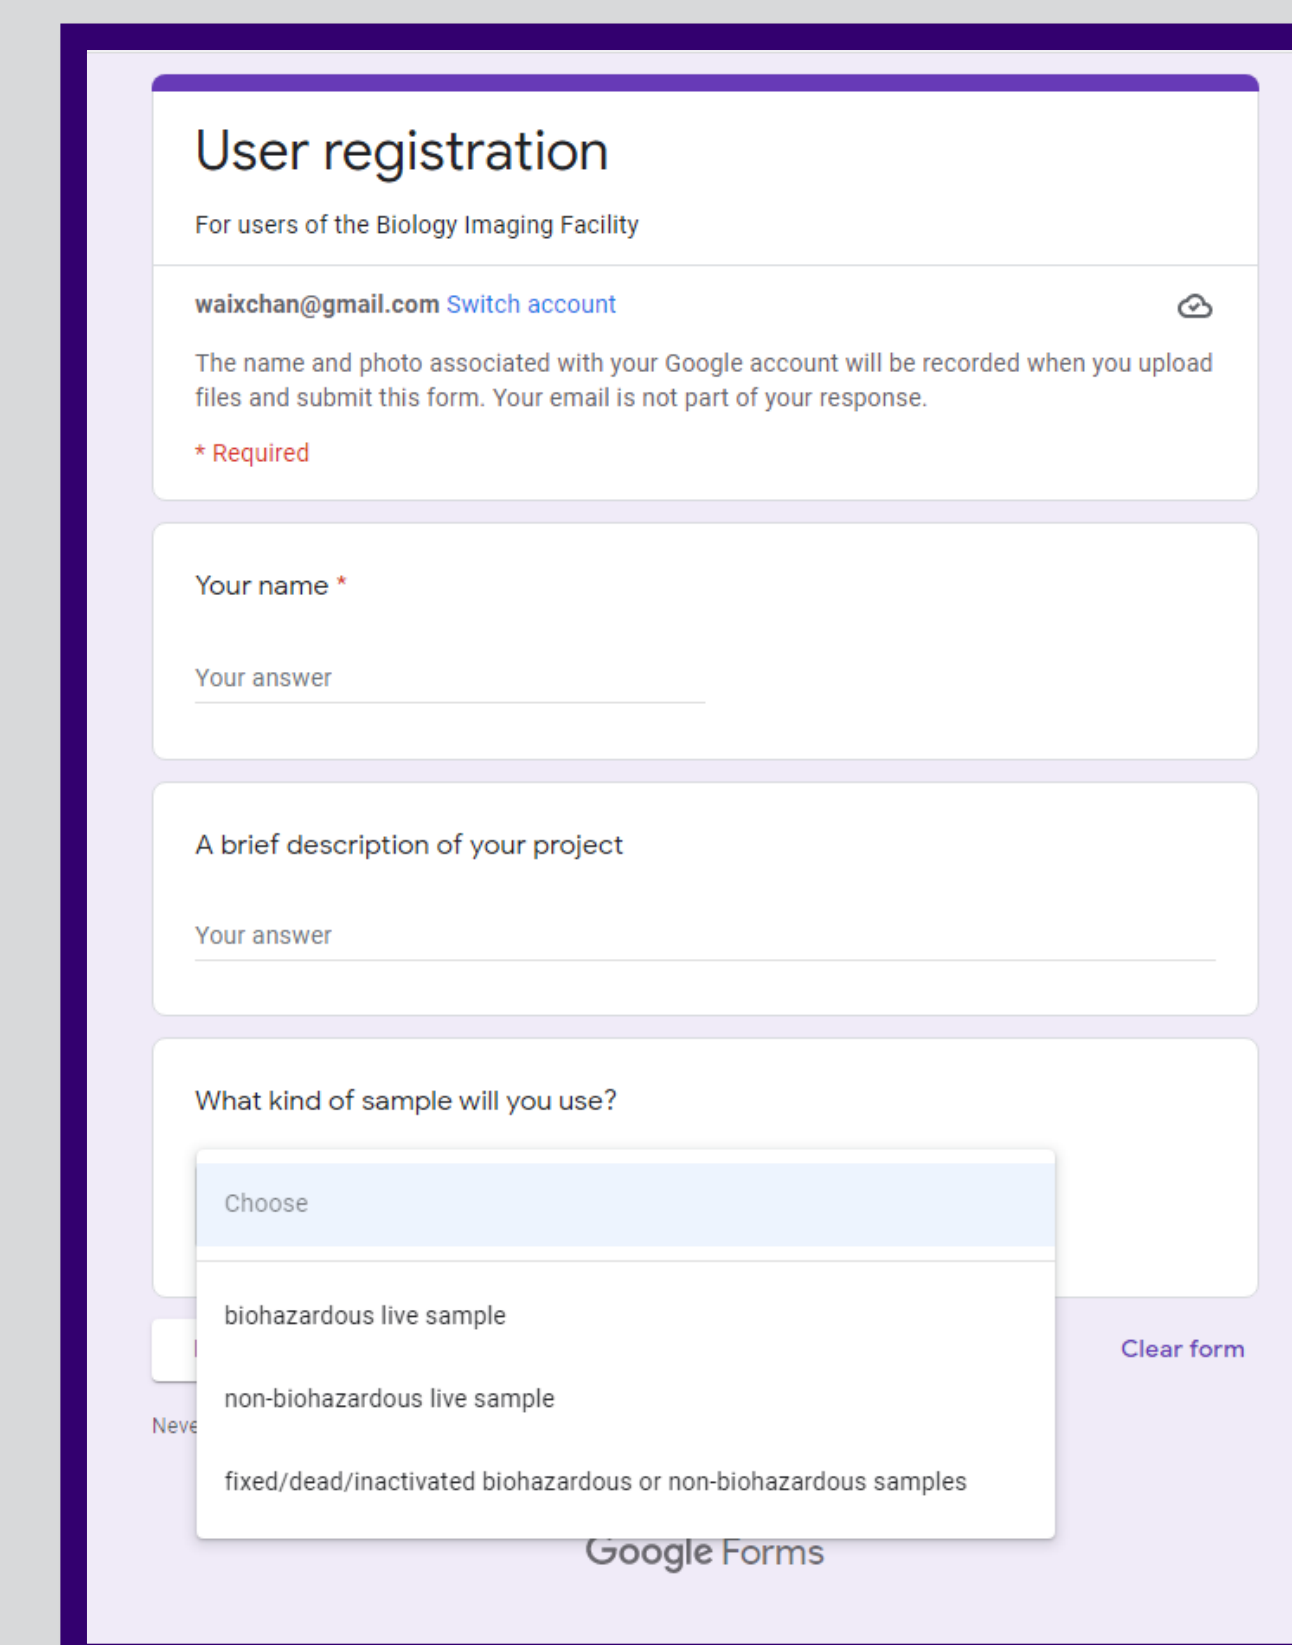 User registration
For users of the Biology Imaging Facility
waixchan@gmail.com Switch account
The name and photo associated with your Google account will be recorded when you upload
files and submit this form. Your email is not part of your response.
* Required
Your name *
Your answer
A brief description of your project
Your answer
What kind of sample will you use?
Choose
biohazardous live sample
Clear form
non-biohazardous live sample
fixed/dead/inactivated biohazardous or non-biohazardous samples
Google Forms